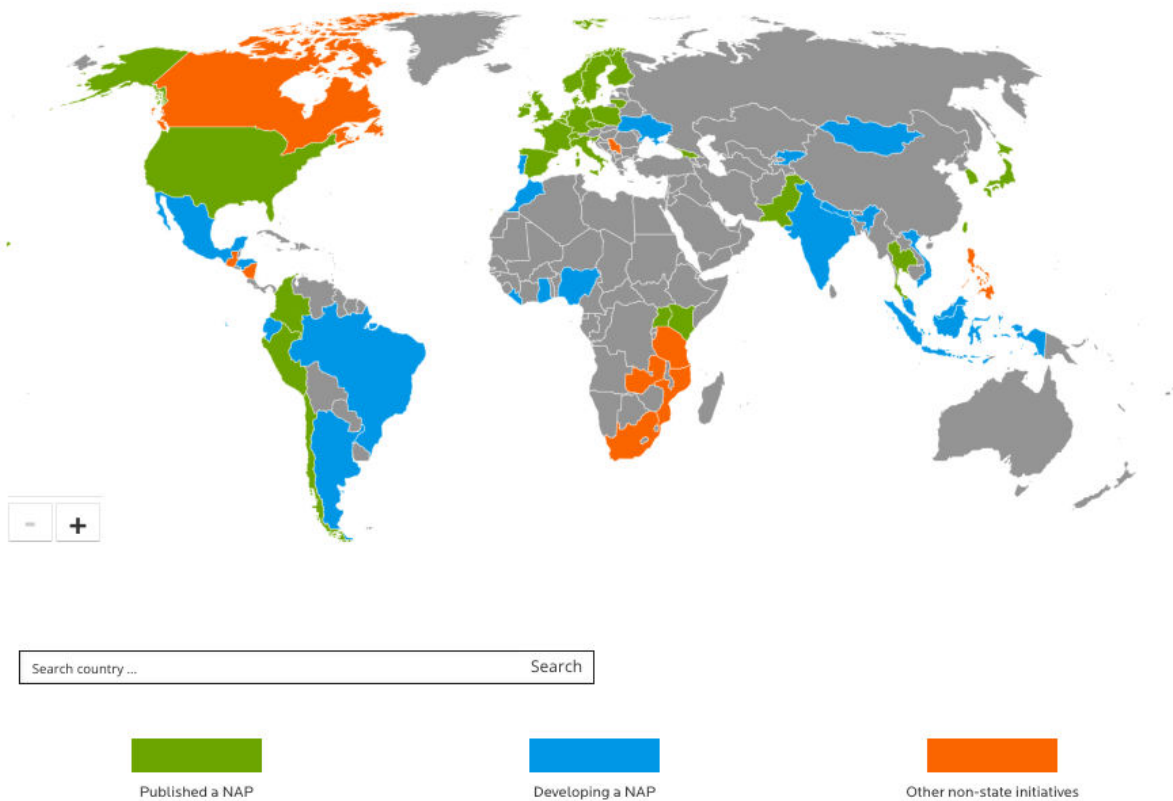 -
+
Search country ...
Search
Published a NAP
Developing a NAP
Other non-state initiatives